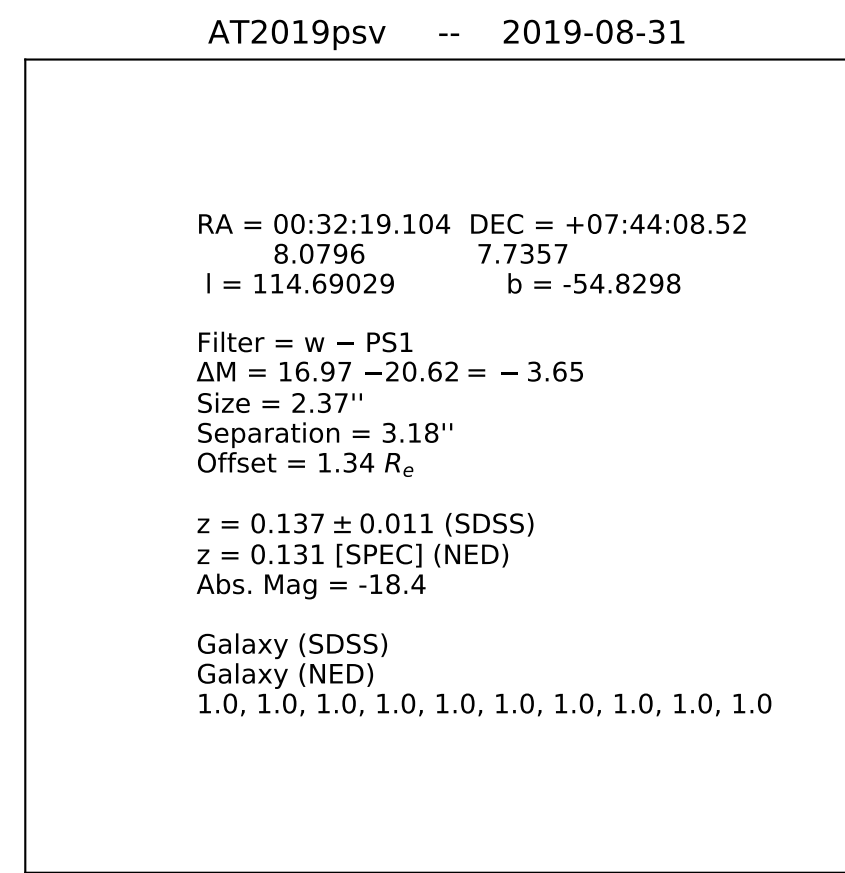 AT2019psv -- 2019-08-31
RA = 00:32:19.104 DEC = +07:44:08.52
8.0796 7.7357
l = 114.69029 b = -54.8298
Filter = w − PS1
ΔM = 16.97 −20.62 = − 3.65
Size = 2.37''
Separation = 3.18''
Offset = 1.34 Rₑ
z = 0.137 ± 0.011 (SDSS)
z = 0.131 [SPEC] (NED)
Abs. Mag = -18.4
Galaxy (SDSS)
Galaxy (NED)
1.0, 1.0, 1.0, 1.0, 1.0, 1.0, 1.0, 1.0, 1.0, 1.0